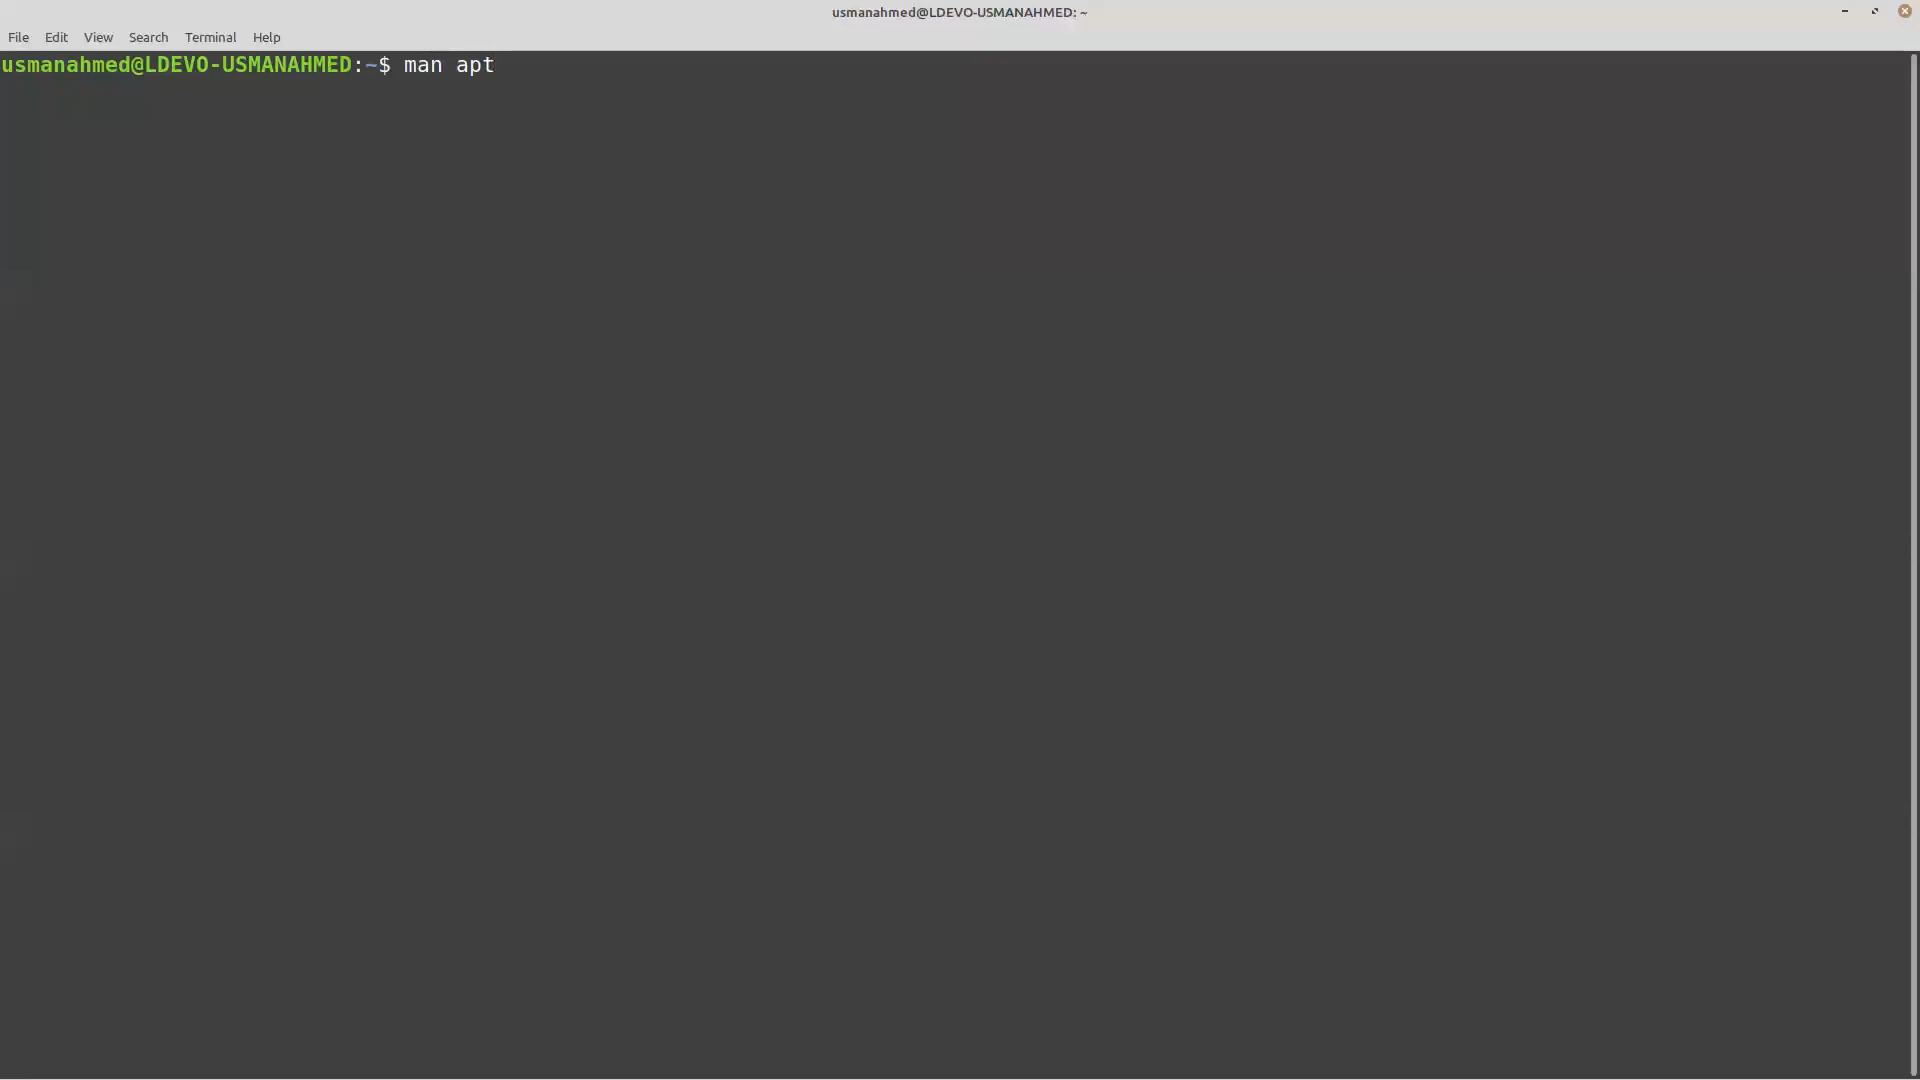 usmanahmed@LDEVO-USMANAHMED: ~
File Edit View Search Terminal Help
usmanahmed@LDEVO-USMANAHMED:~$ man apt